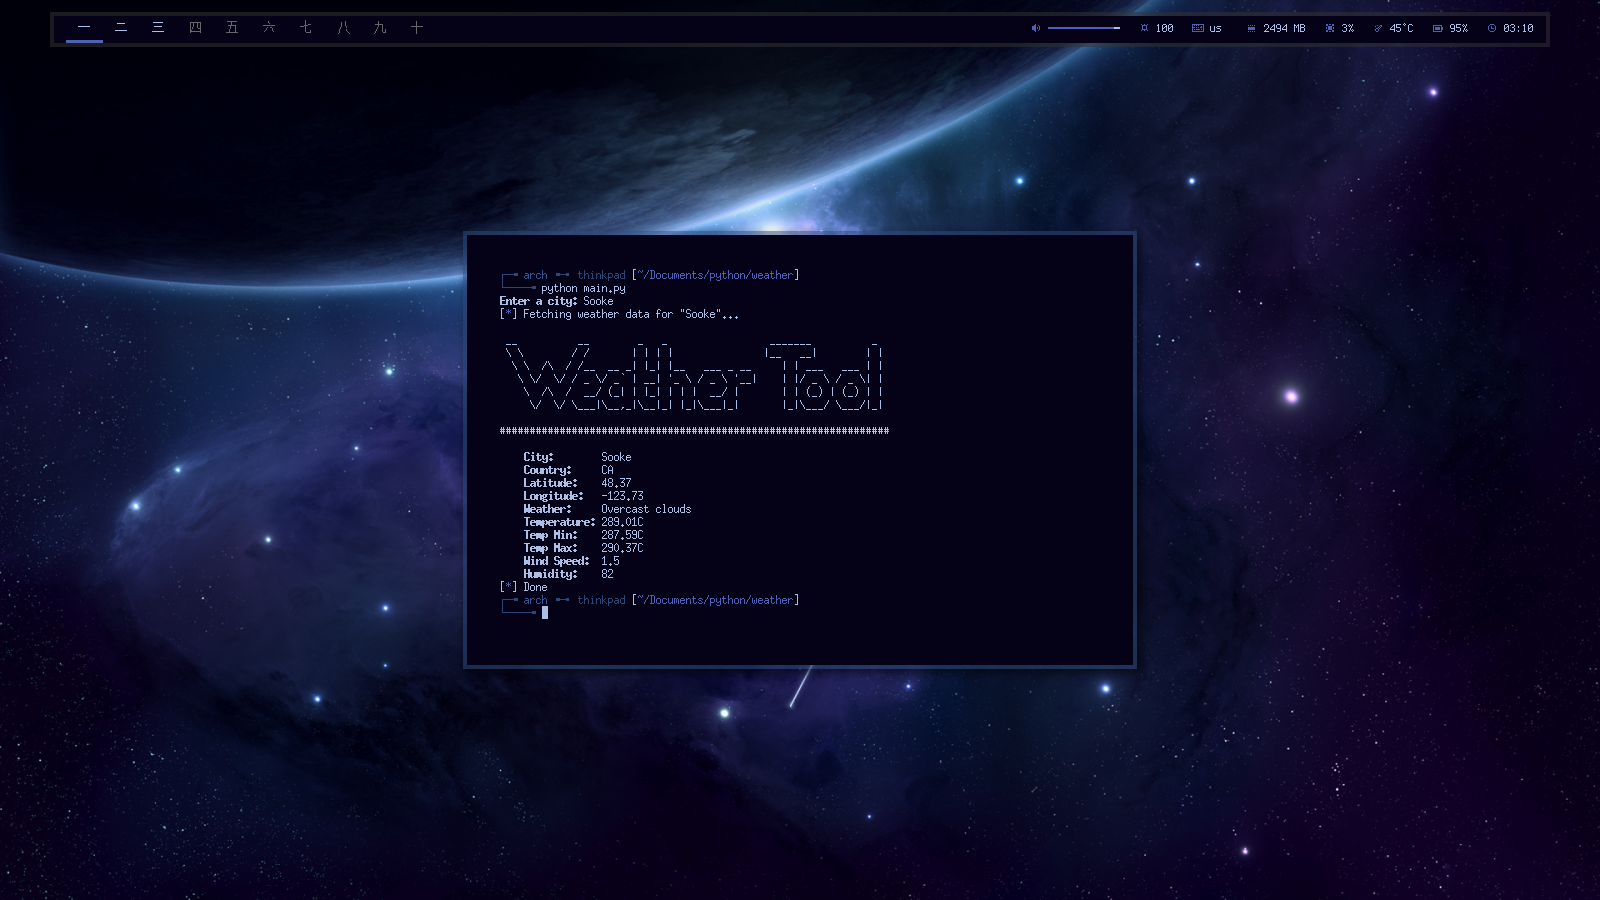 一 二 三 四 五 六 七 八 九 十 100 us 2494 MB 3% 45°C 95% 03:10
arch thinkpad [~/Documents/python/weather]
python main.py
Enter a city: Sooke
[*] Fetching weather data for "Sooke"...
Weather Tool
#################################################################
City: Sooke
Country: CA
Latitude: 48.37
Longitude: -123.73
Weather: Overcast clouds
Temperature: 289.01C
Temp Min: 287.59C
Temp Max: 290.37C
Wind Speed: 1.5
Humidity: 82
[*] Done
arch thinkpad [~/Documents/python/weather]